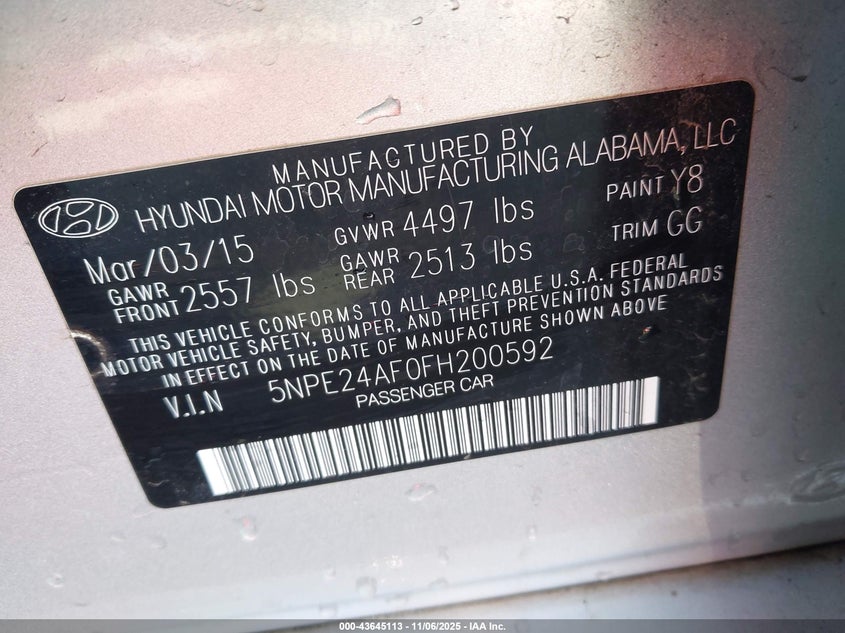 MANUFACTURED BY
HYUNDAI MOTOR MANUFACTURING ALABAMA, LLC
Mar/03/15 GVWR 4497 lbs PAINT Y8
GAWR FRONT 2557 lbs GAWR REAR 2513 lbs TRIM GG
THIS VEHICLE CONFORMS TO ALL APPLICABLE U.S.A. FEDERAL
MOTOR VEHICLE SAFETY, BUMPER, AND THEFT PREVENTION STANDARDS
IN EFFECT ON THE DATE OF MANUFACTURE SHOWN ABOVE
V.I.N 5NPE24AF0FH200592
PASSENGER CAR
000-43645113 - 11/06/2025 - IAA Inc.